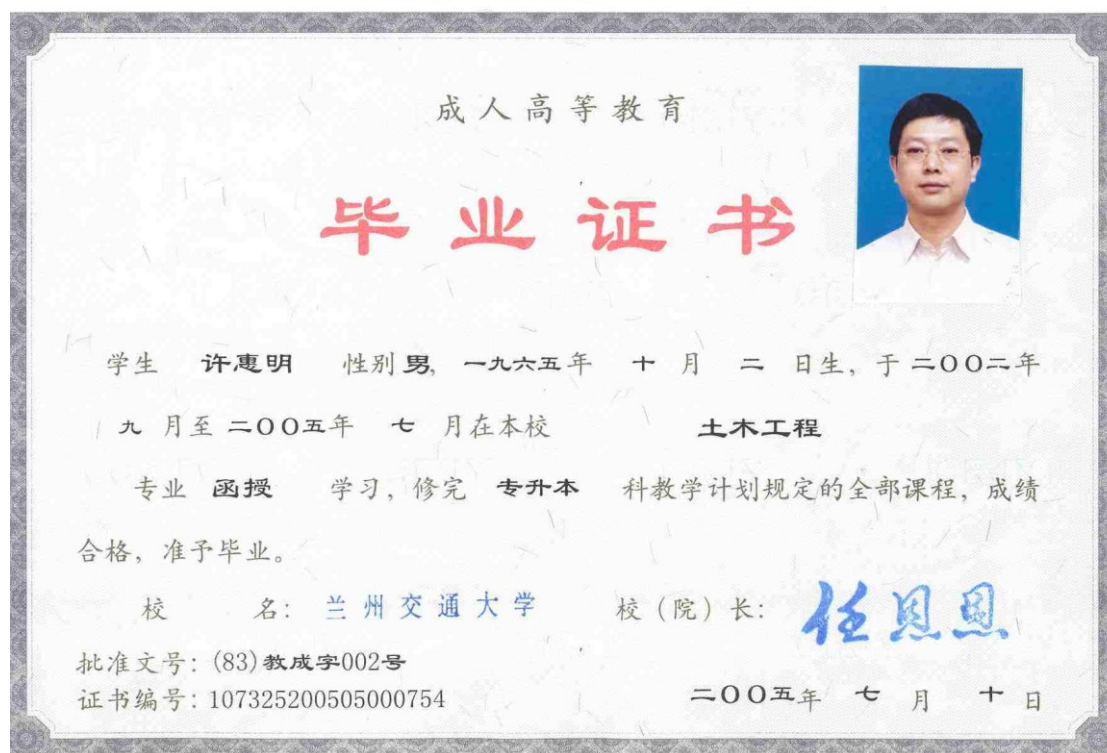 成人高等教育
毕业证书
学生 许惠明 性别男, 一九六五年 十月二日生, 于二〇〇二年
九月至二〇〇五年 七月在本校 土木工程
专业 函授 学习, 修完 专升本 科教学计划规定的全部课程, 成绩
合格, 准予毕业。
校 名: 兰州交通大学 校(院)长: 任恩恩
批准文号: (83)教成字002号
证书编号: 107325200505000754 二〇〇五年 七月 十日